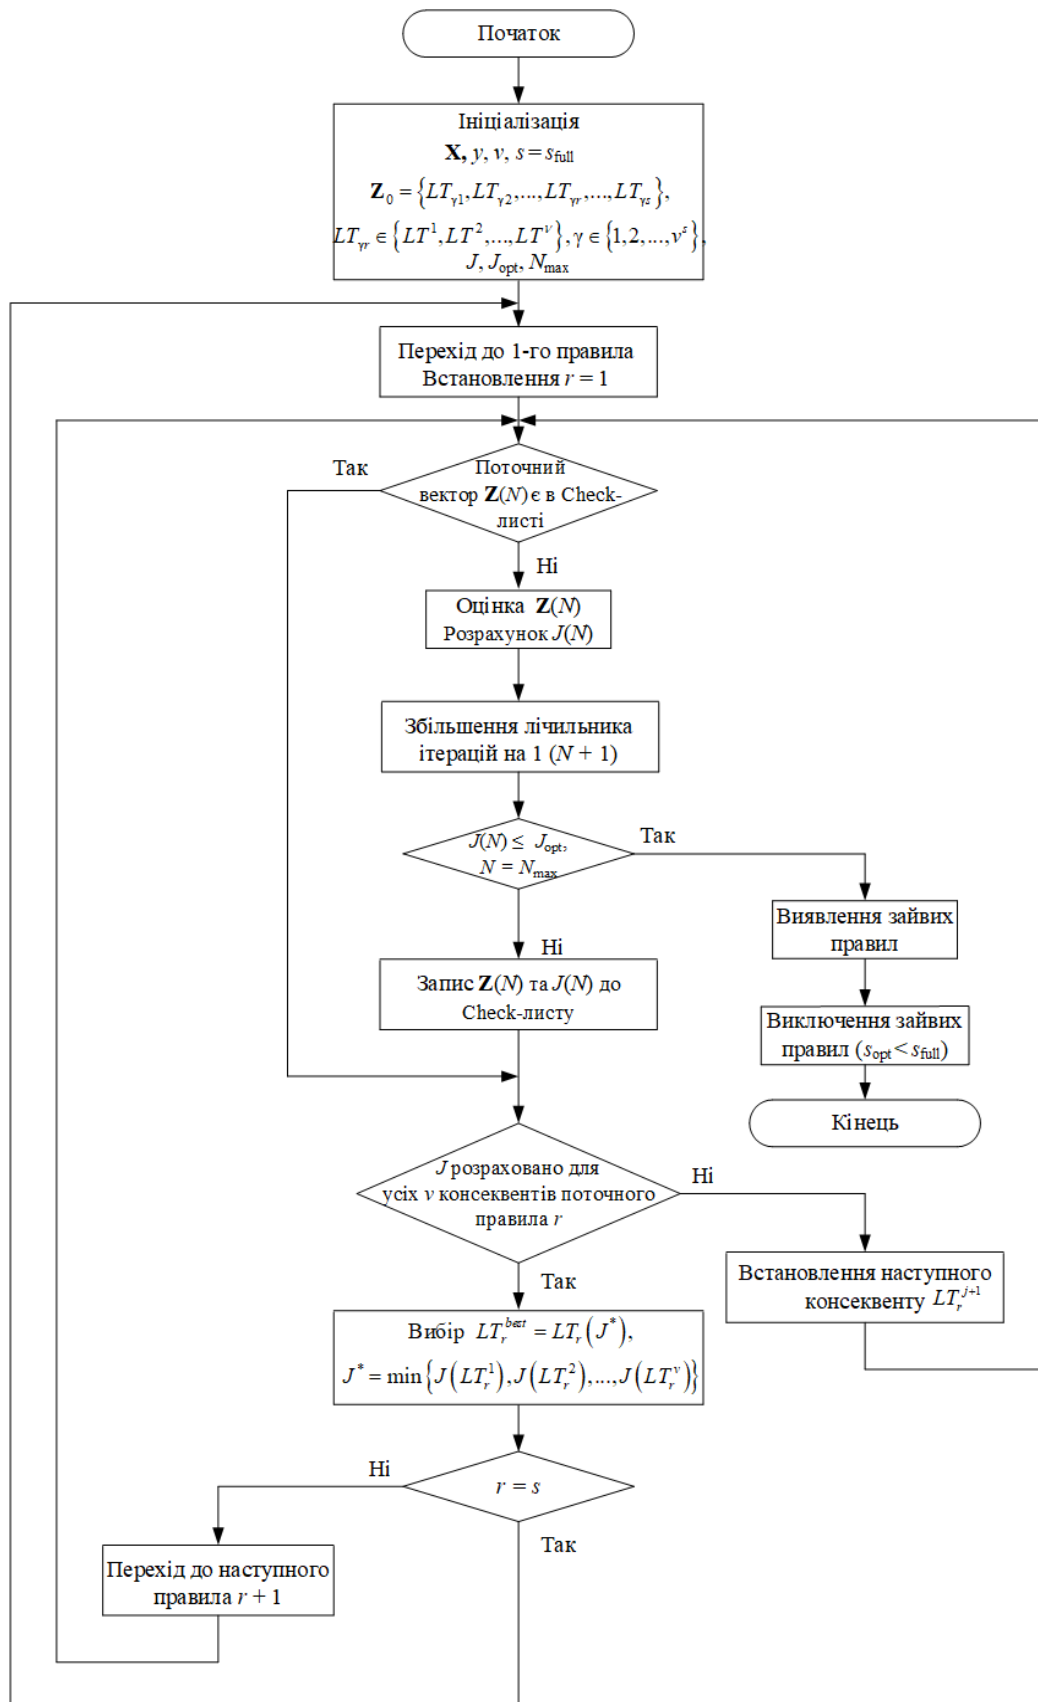 Початок
Ініціалізація
X, y, v, s = s_full
Z_0 = {LT_γ1, LT_γ2,..., LT_γr,..., LT_γs},
LT_γr ∈ {LT^1, LT^2,..., LT^v}, γ ∈ {1,2,..., v^s},
J, J_opt, N_max
Перехід до 1-го правила
Встановлення r = 1
Так
Поточний
вектор Z(N) є в Check-
листі
Ні
Оцінка Z(N)
Розрахунок J(N)
Збільшення лічильника
ітерацій на 1 (N + 1)
J(N) ≤ J_opt,
N = N_max
Так
Виявлення зайвих
правил
Ні
Запис Z(N) та J(N) до
Check-листу
Виключення зайвих
правил (s_opt < s_full)
Кінець
J розраховано для
усіх v консеквентів поточного
правила r
Ні
Встановлення наступного
консеквенту LT_r^{j+1}
Так
Вибір LT_r^{best} = LT_r(J^*),
J^* = min{J(LT_r^1), J(LT_r^2),..., J(LT_r^v)}
Ні
r = s
Так
Перехід до наступного
правила r + 1